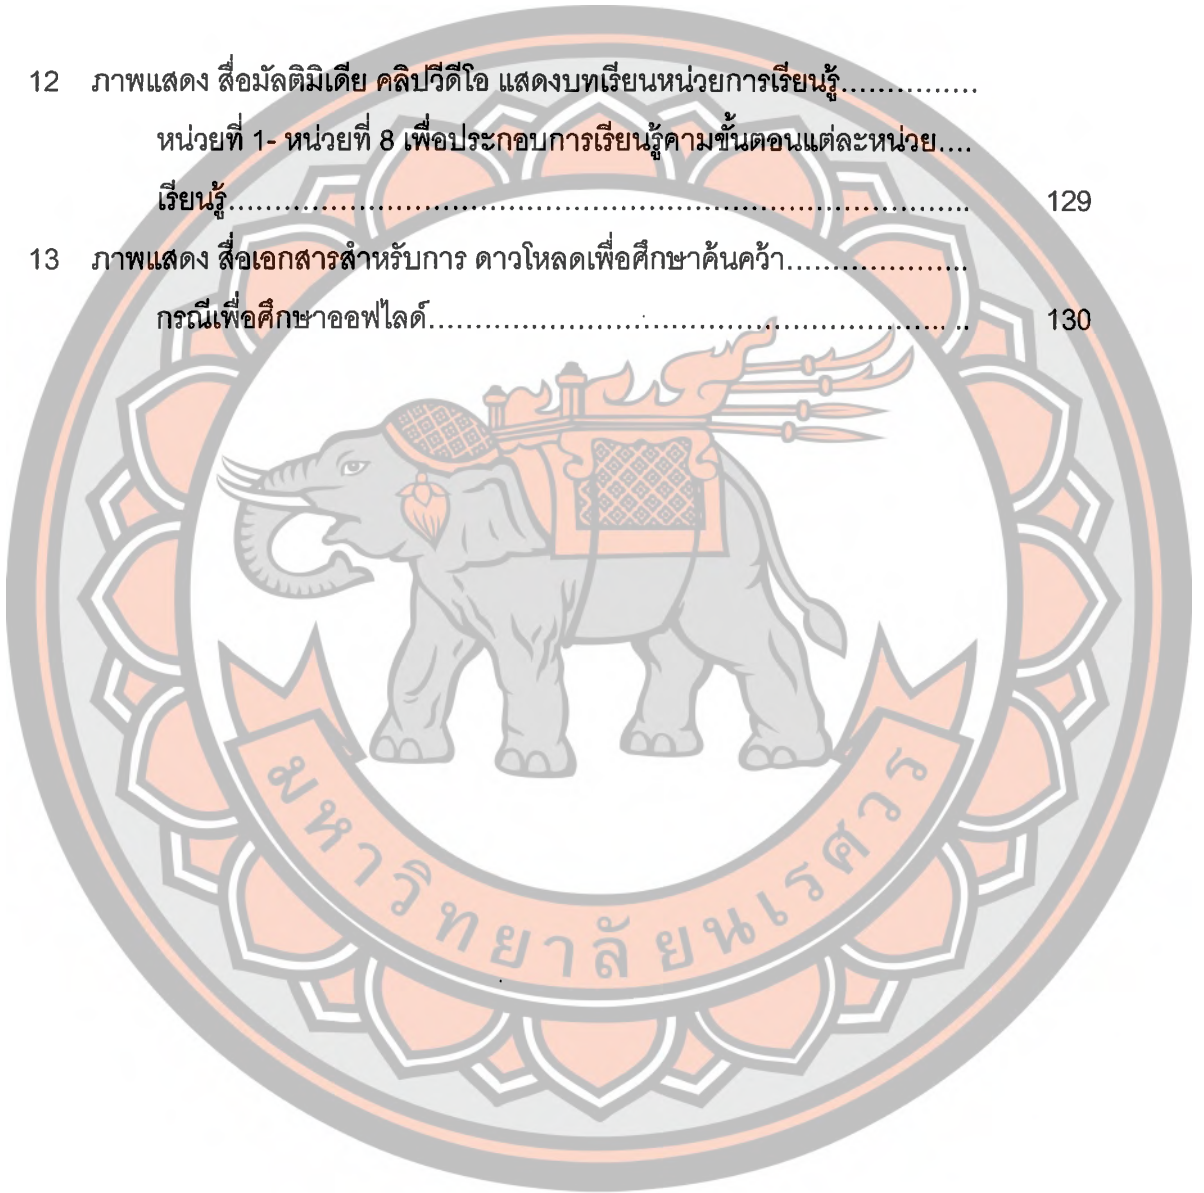 12 ภาพแสดง สื่อมัลติมิเดีย คลิปวีดีโอ แสดงบทเรียนหน่วยการเรียนรู้...............
หน่วยที่ 1- หน่วยที่ 8 เพื่อประกอบการเรียนรู้คามขั้นตอนแต่ละหน่วย....
เรียนรู้........................................................................................ 129
13 ภาพแสดง สื่อเอกสารสำหรับการ ดาวโหลดเพื่อศึกษาค้นคว้า....................
กรณีเพื่อศึกษาออฟไลด์............................................................... .. 130
มหาวิทยาลัยนเรศวร